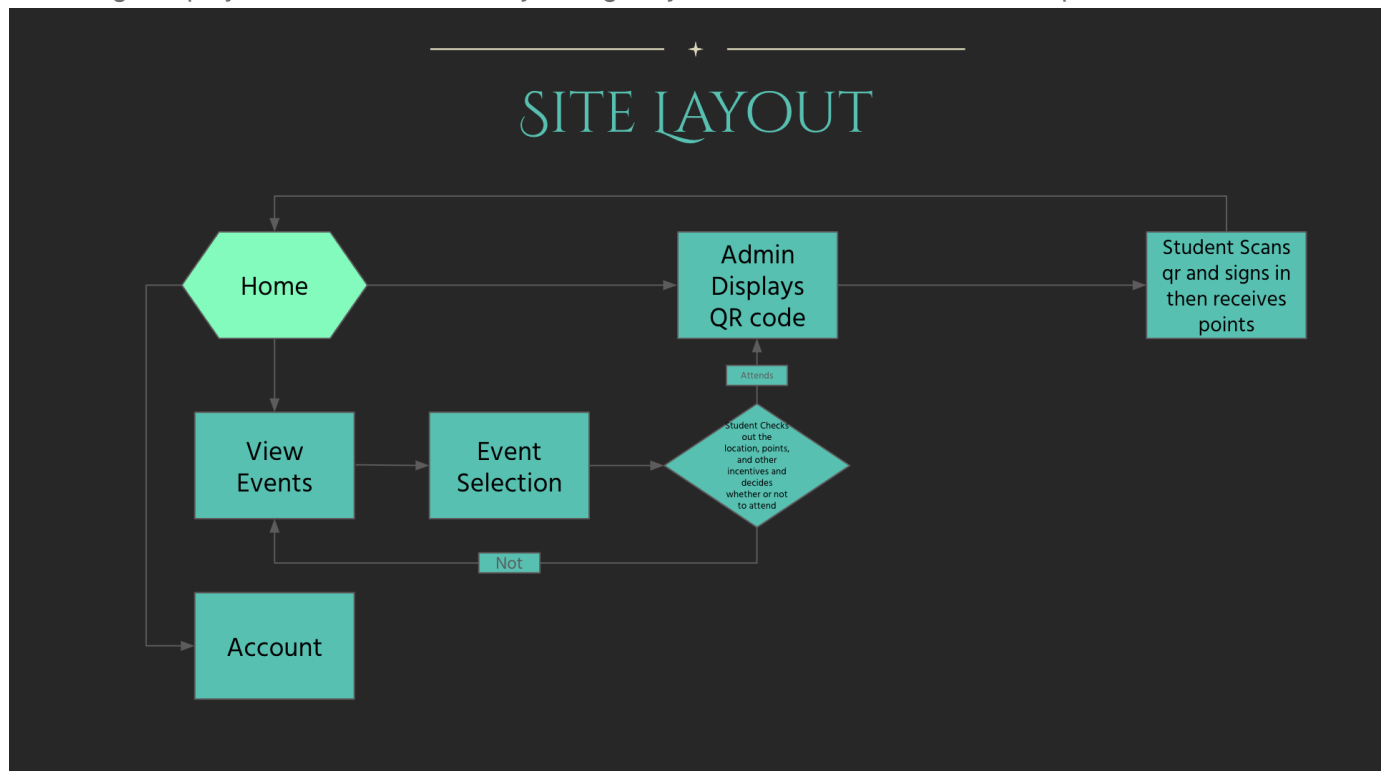 SITE LAYOUT
Home
Admin
Displays
QR code
Student Scans
qr and signs in
then receives
points
Attends
View
Events
Event
Selection
Student Checks
out the
location, points,
and other
incentives and
decides
whether or not
to attend
Not
Account